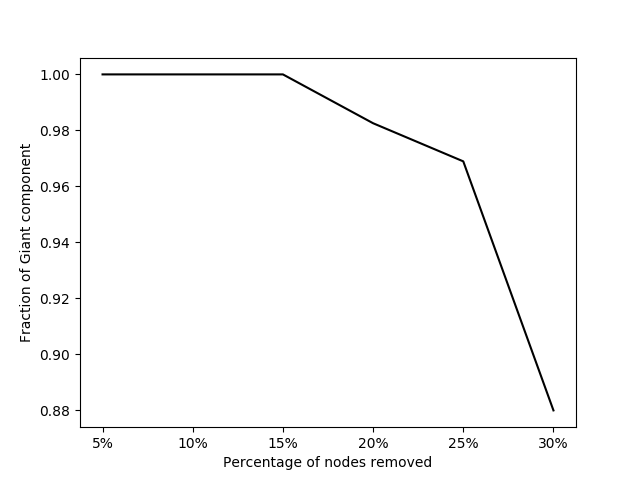 1.00
0.98
0.96
0.94
0.92
0.90
0.88
Fraction of Giant component
5% 10% 15% 20% 25% 30%
Percentage of nodes removed